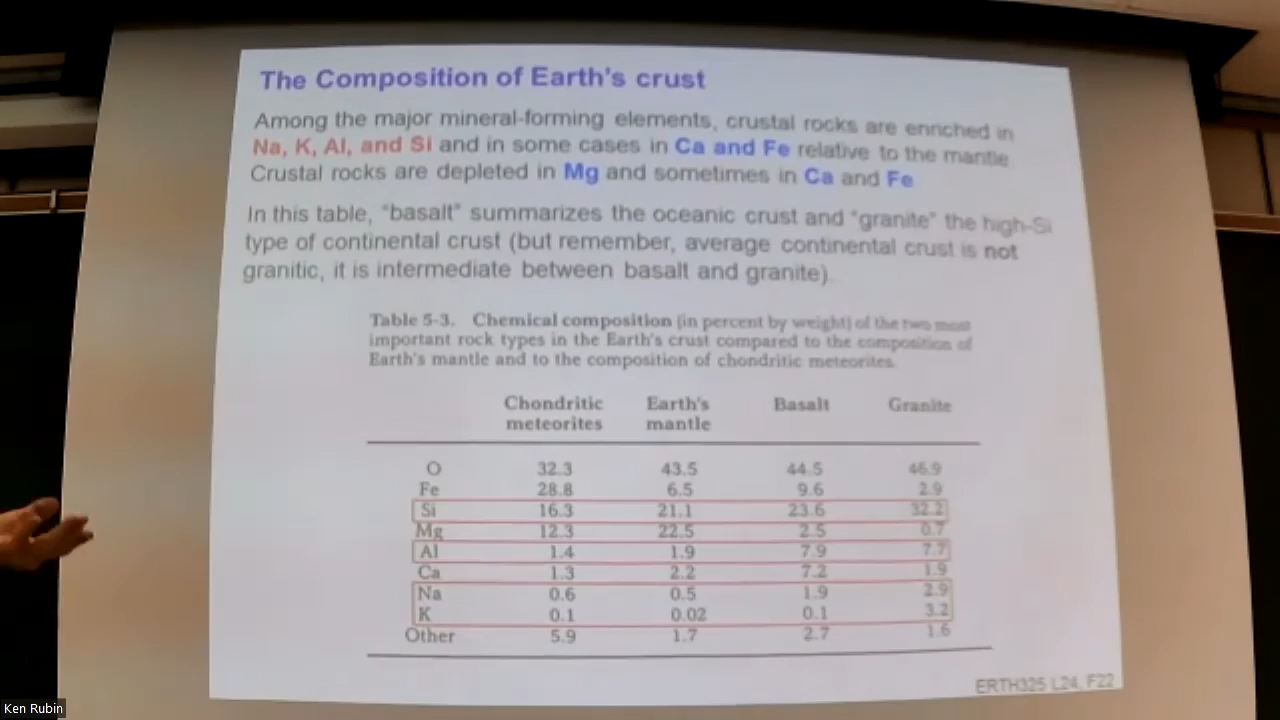 The Composition of Earth's crust
Among the major mineral-forming elements, crustal rocks are enriched in
Na, K, Al, and Si and in some cases in Ca and Fe relative to the mantle
Crustal rocks are depleted in Mg and sometimes in Ca and Fe
In this table, "basalt" summarizes the oceanic crust and "granite" the high-Si
type of continental crust (but remember, average continental crust is not
granitic, it is intermediate between basalt and granite).
Table 5-3. Chemical composition (in percent by weight) of the two most
important rock types in the Earth's crust compared to the composition of
Earth's mantle and to the composition of chondritic meteorites.
Chondritic meteorites Earth's mantle Basalt Granite
O 32.3 43.5 44.5 46.9
Fe 28.8 6.5 9.6 2.9
Si 16.3 21.1 23.6 32.2
Mg 12.3 22.5 2.5 0.7
Al 1.4 1.9 7.9 7.7
Ca 1.3 2.2 7.2 1.9
Na 0.6 0.5 1.9 2.9
K 0.1 0.02 0.1 3.2
Other 5.9 1.7 2.7 1.6
ERTH325 L24, F22
Ken Rubin